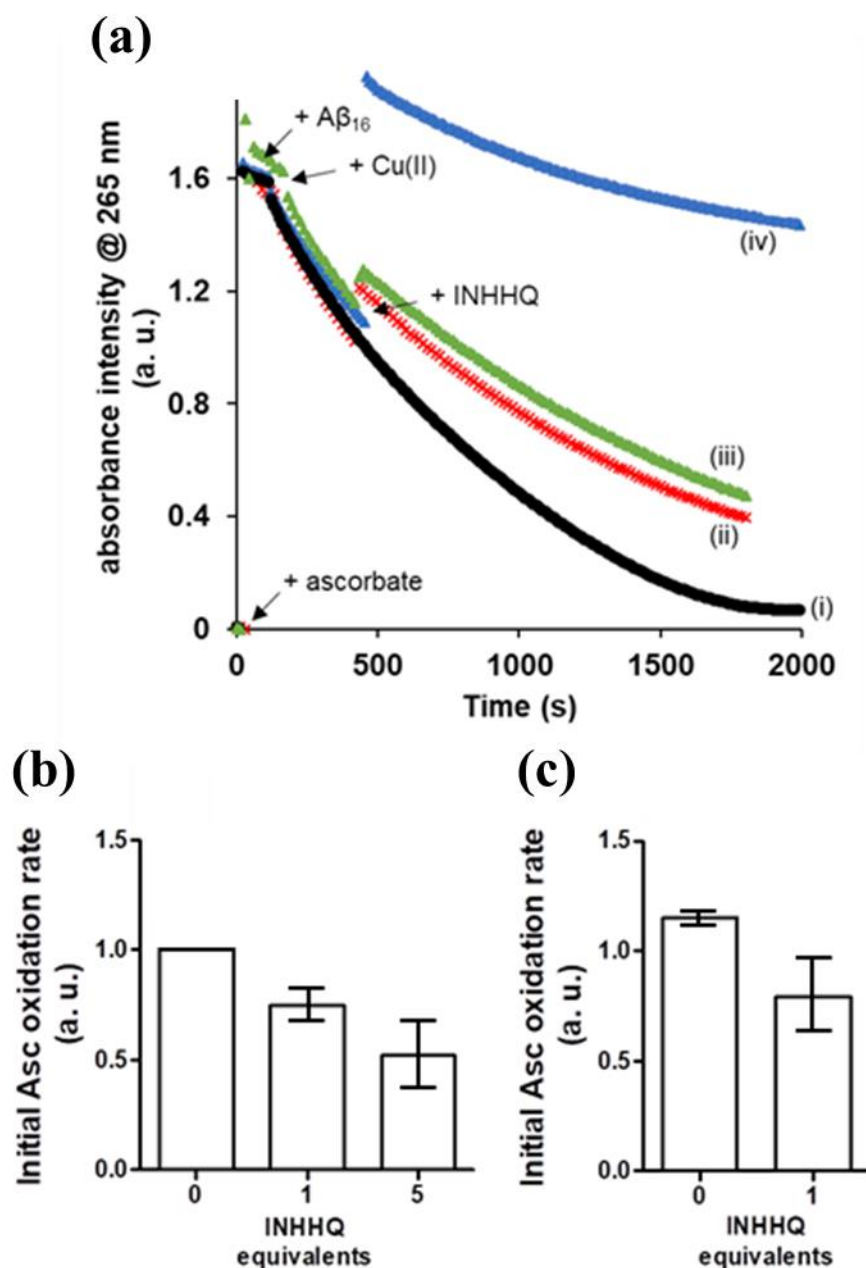 (a)
absorbance intensity @ 265 nm
(a. u.)
1.6
1.2
0.8
0.4
0
+ Aβ₁₆
+ Cu(II)
+ INHHQ
+ ascorbate
(iv)
(iii)
(ii)
(i)
0 500 1000 1500 2000
Time (s)
(b)
Initial Asc oxidation rate
(a. u.)
1.5
1.0
0.5
0.0
0 1 5
INHHQ
equivalents
(c)
Initial Asc oxidation rate
(a. u.)
1.5
1.0
0.5
0.0
0 1
INHHQ
equivalents